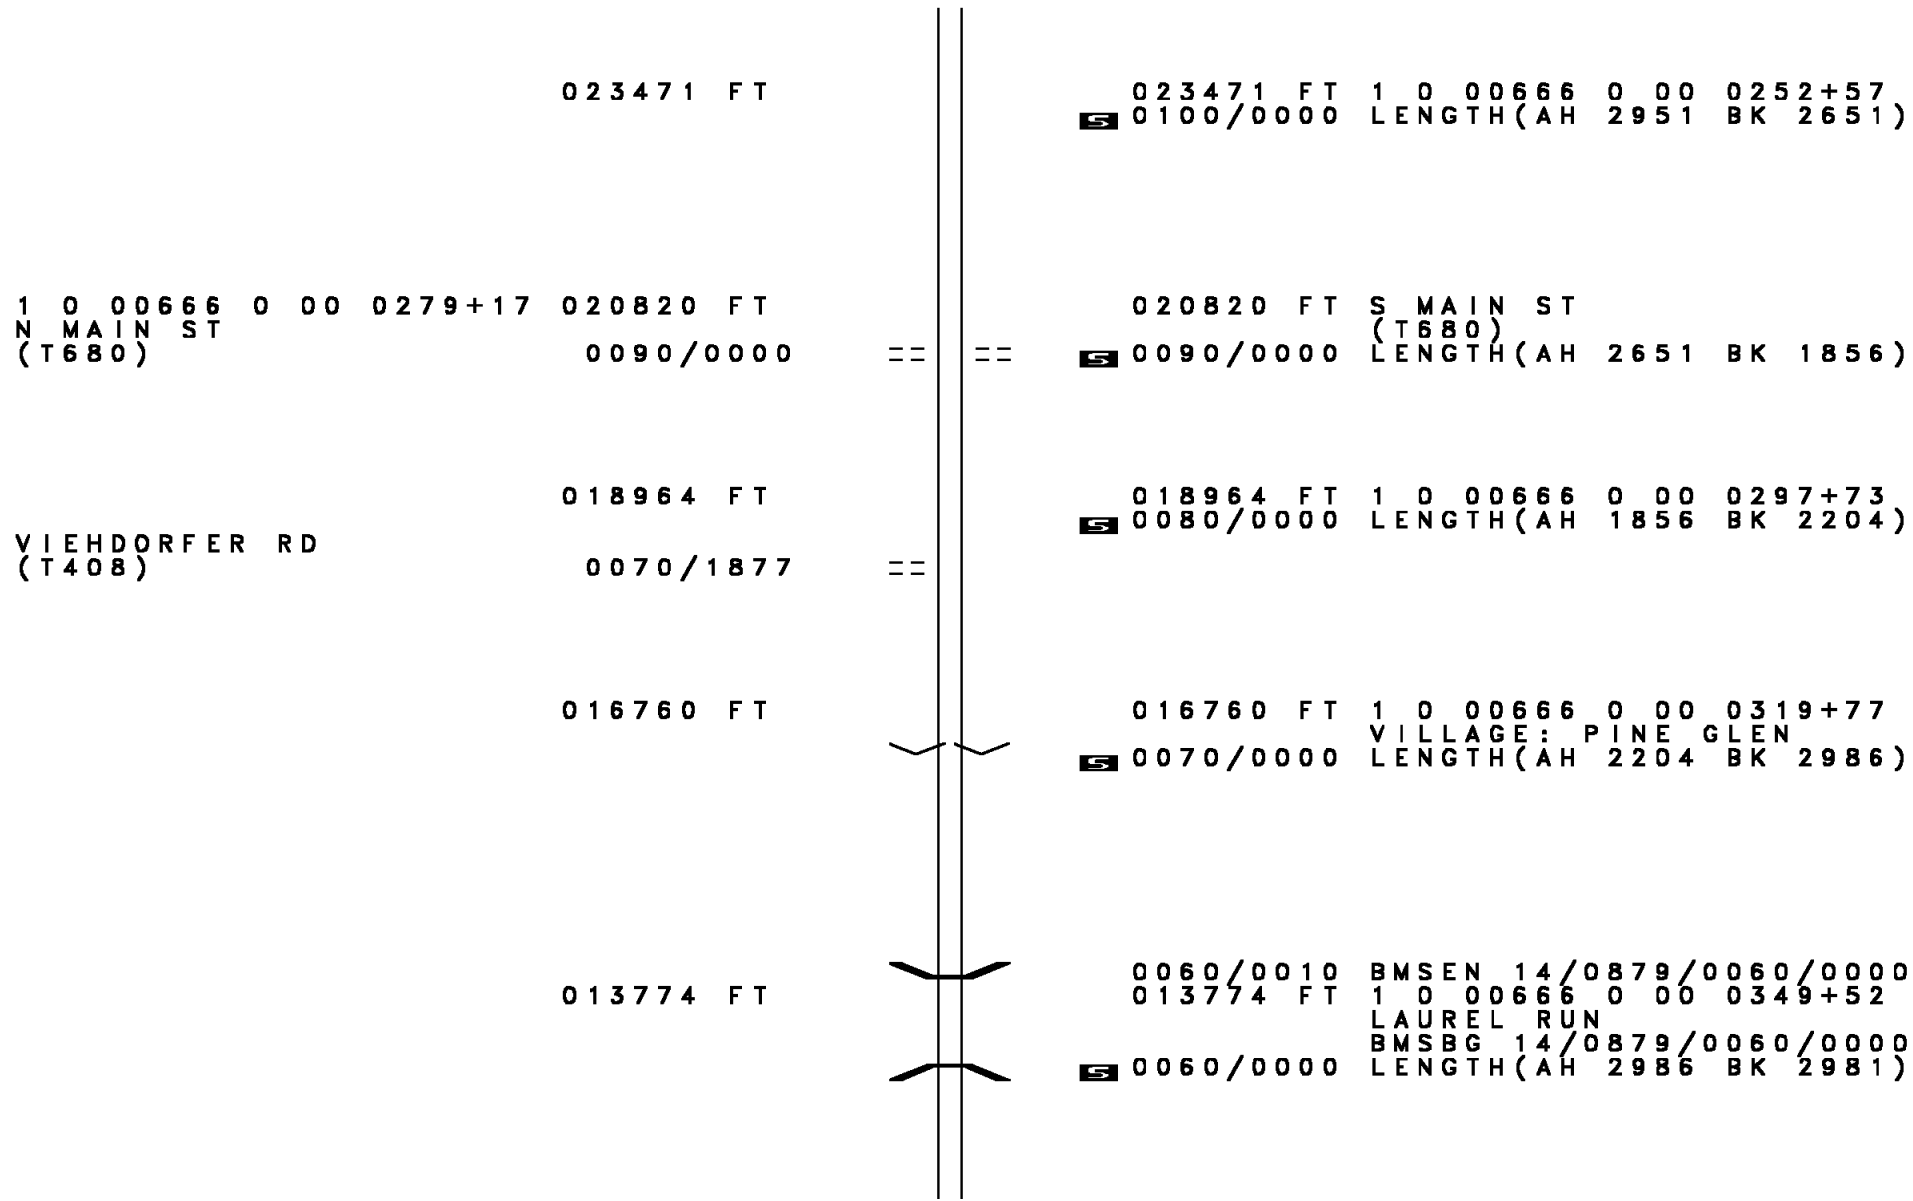 023471 FT 023471 FT 1 0 00666 0 00 0252+57
S 0100/0000 LENGTH(AH 2951 BK 2651)
1 0 00666 0 00 0279+17 020820 FT 020820 FT S MAIN ST
N MAIN ST (T680)
(T680) 0090/0000 == == S 0090/0000 LENGTH(AH 2651 BK 1856)
018964 FT 018964 FT 1 0 00666 0 00 0297+73
S 0080/0000 LENGTH(AH 1856 BK 2204)
VIEHDORFER RD
(T408) 0070/1877 ==
016760 FT 016760 FT 1 0 00666 0 00 0319+77
VILLAGE: PINE GLEN
S 0070/0000 LENGTH(AH 2204 BK 2986)
0060/0010 BMSEN 14/0879/0060/0000
013774 FT 013774 FT 1 0 00666 0 00 0349+52
LAUREL RUN
BMSBG 14/0879/0060/0000
S 0060/0000 LENGTH(AH 2986 BK 2981)